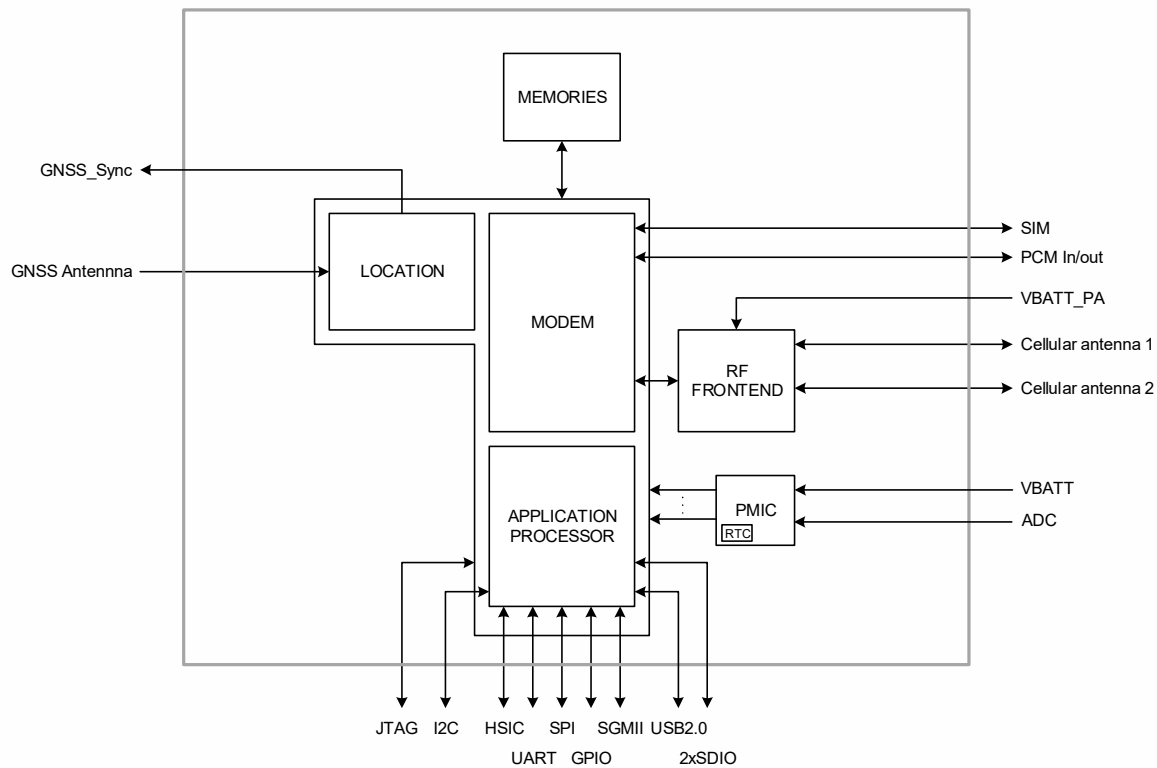 MEMORIES
GNSS_Sync
GNSS Antennna
LOCATION
MODEM
SIM
PCM In/out
VBATT_PA
Cellular antenna 1
RF
FRONTEND
Cellular antenna 2
APPLICATION
PROCESSOR
PMIC
RTC
VBATT
ADC
JTAG I2C HSIC SPI SGMII USB2.0
UART GPIO 2xSDIO